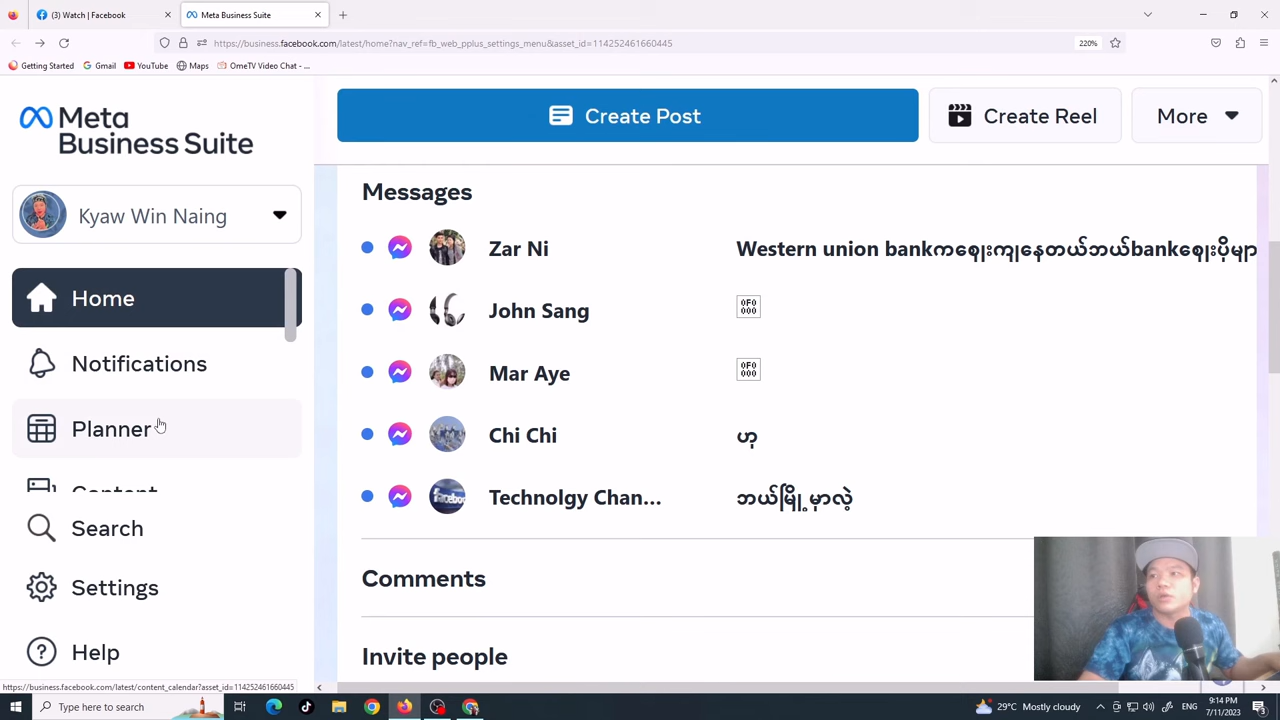 (3) Watch | Facebook
Meta Business Suite
https://business.facebook.com/latest/home?nav_ref=fb_web_pplus_settings_menu&asset_id=114252461660445
220%
Getting Started
Gmail
YouTube
Maps
OmeTV Video Chat - ...
Meta
Business Suite
Create Post
Create Reel
More
Kyaw Win Naing
Home
Notifications
Planner
Content
Search
Settings
Help
Messages
Zar Ni
Western union bankကဈေးကျနေတယ်ဘယ်bankဈေးပိုများ
John Sang
Mar Aye
Chi Chi
ဟု
Technolgy Chan...
ဘယ်မြို့မှာလဲ့
Comments
Invite people
https://business.facebook.com/latest/content_calendar?asset_id=114252461660445
Type here to search
29°C Mostly cloudy
9:14 PM
7/11/2023